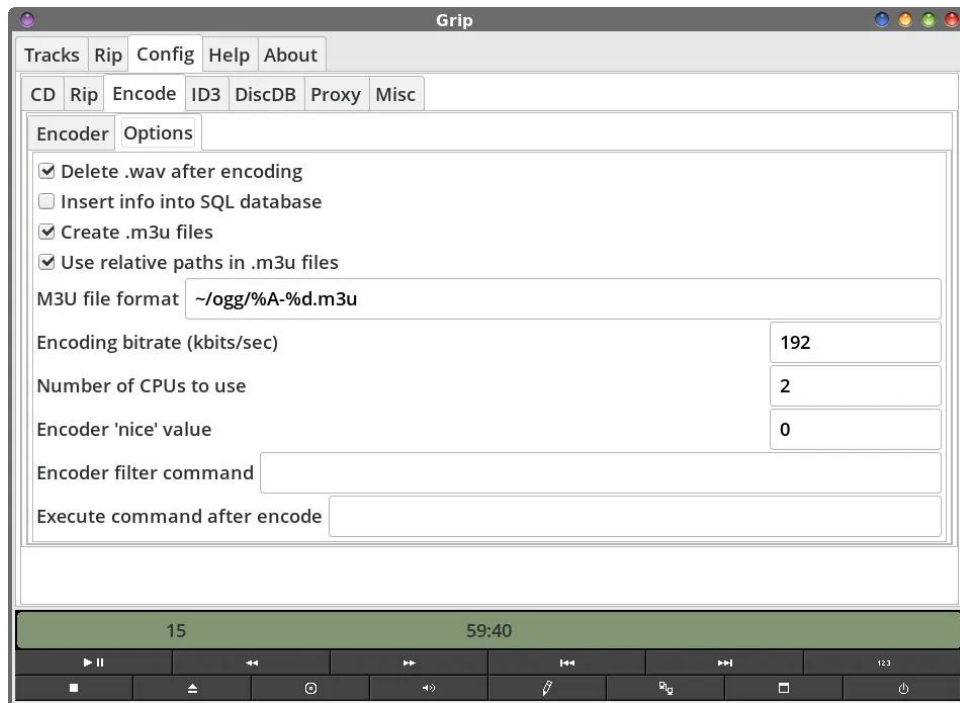 Grip
Tracks Rip Config Help About
CD Rip Encode ID3 DiscDB Proxy Misc
Encoder Options
Delete .wav after encoding
Insert info into SQL database
Create .m3u files
Use relative paths in .m3u files
M3U file format ~/ogg/%A-%d.m3u
Encoding bitrate (kbits/sec) 192
Number of CPUs to use 2
Encoder 'nice' value 0
Encoder filter command
Execute command after encode
15 59:40
123